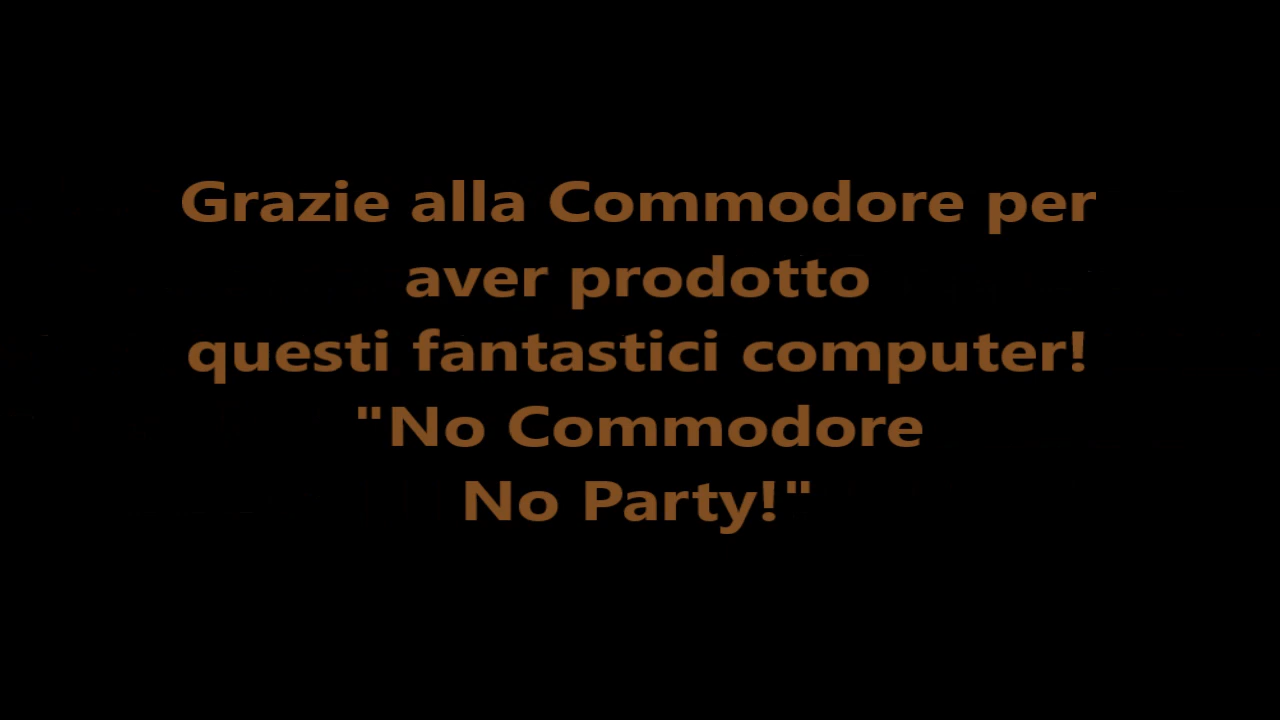 Grazie alla Commodore per
aver prodotto
questi fantastici computer!
"No Commodore
No Party!"